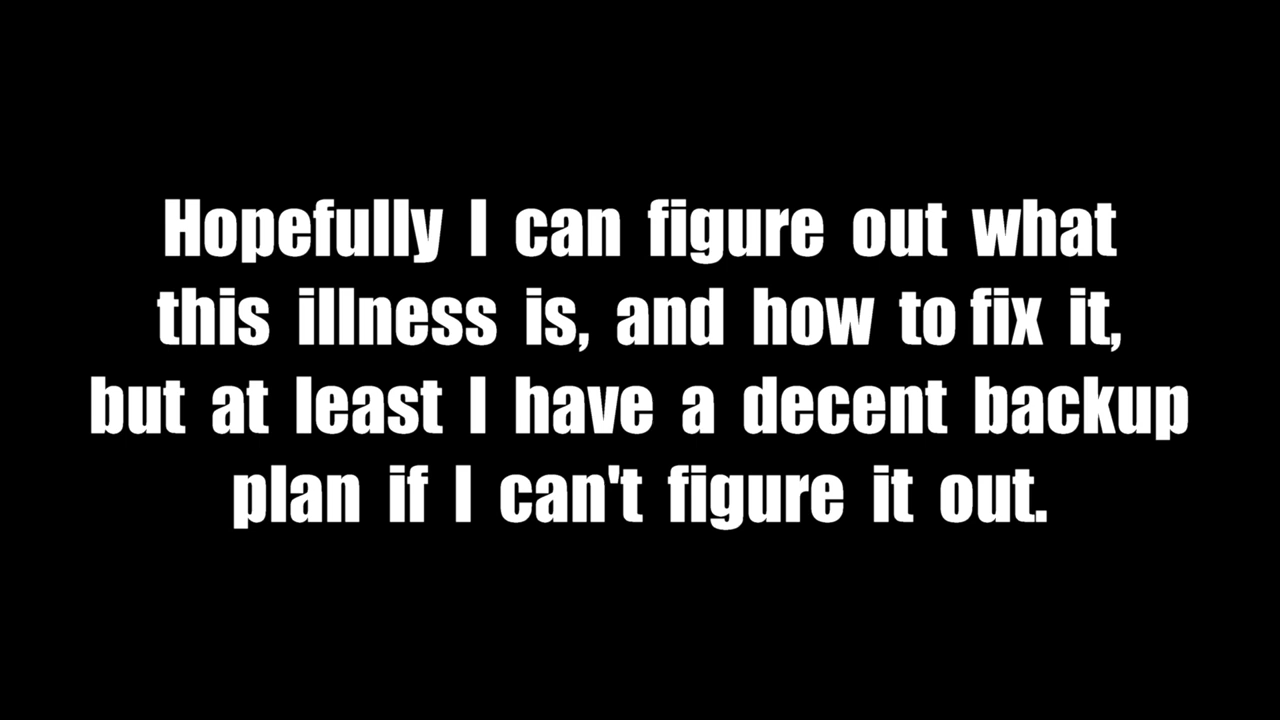 Hopefully I can figure out what
this illness is, and how to fix it,
but at least I have a decent backup
plan if I can't figure it out.